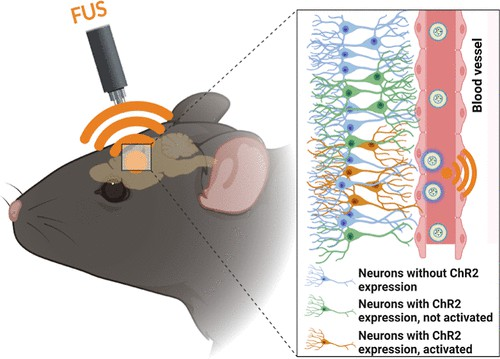 FUS
Blood vessel
Neurons without ChR2
expression
Neurons with ChR2
expression, not activated
Neurons with ChR2
expression, activated